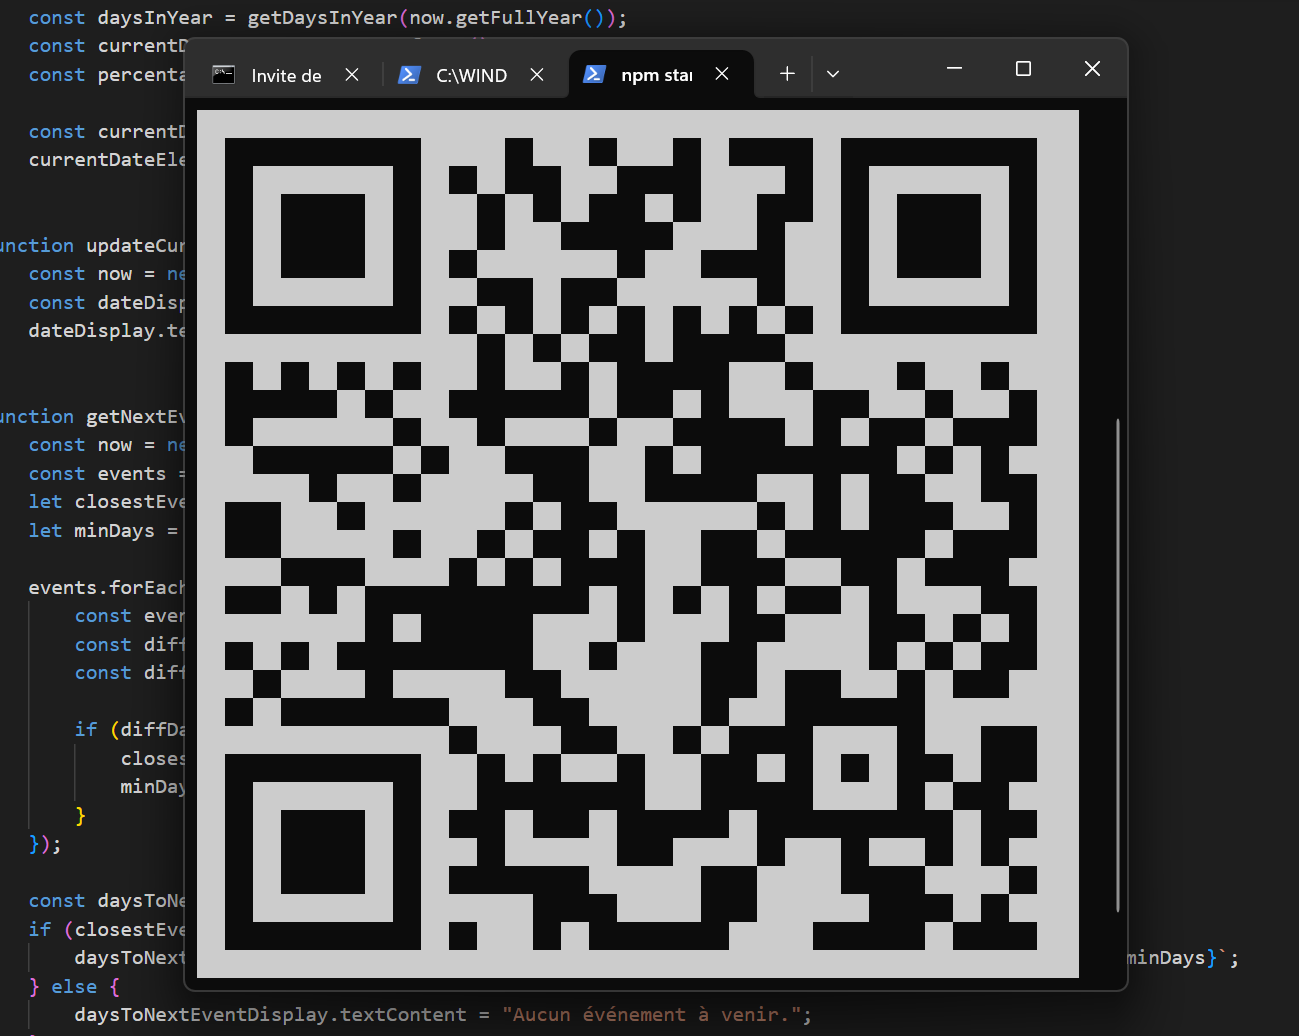 const daysInYear = getDaysInYear(now.getFullYear());
const currentD
const percenta
Invite de
C:\WIND
npm star
const currentD
currentDateEle
unction updateCur
const now = ne
const dateDisp
dateDisplay.te
unction getNextEv
const now = ne
const events =
let closestEve
let minDays =
events.forEach
const even
const diff
const diff
if (diffDa
closes
minDay
}
});
const daysToNe
if (closestEve
daysToNext minDays}`;
} else {
daysToNextEventDisplay.textContent = "Aucun événement à venir.";